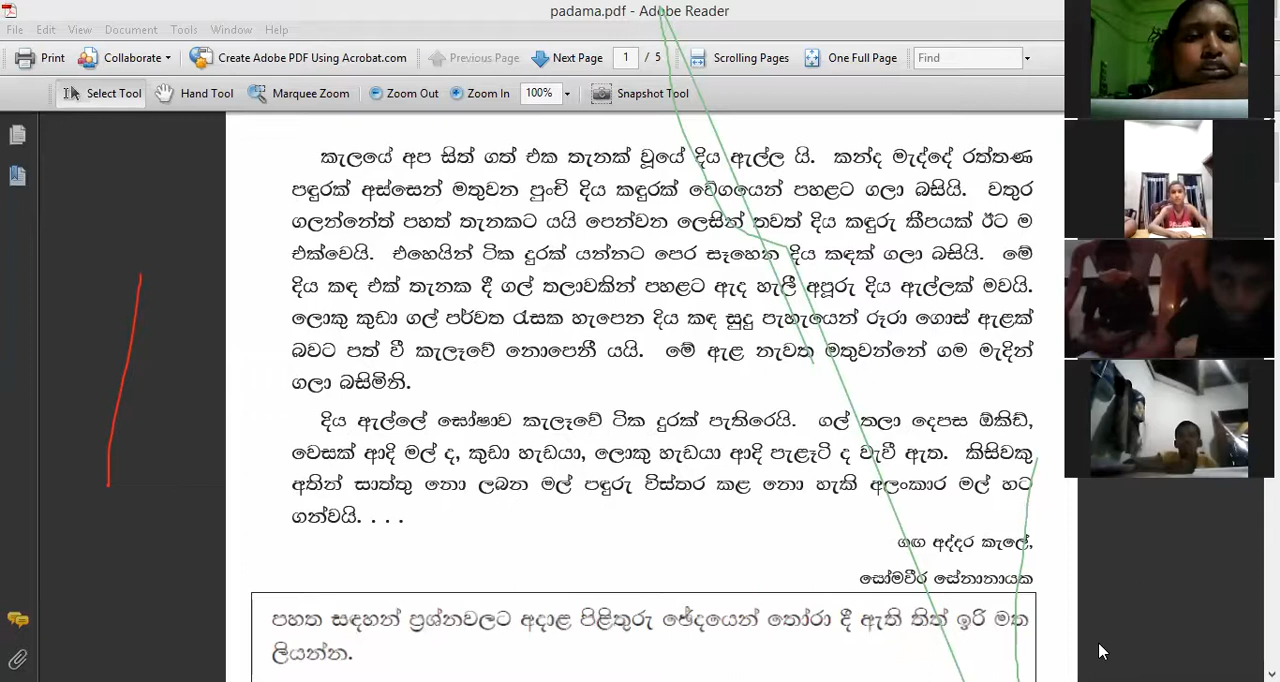 padama.pdf - Adobe Reader
File Edit View Document Tools Window Help
Print Collaborate Create Adobe PDF Using Acrobat.com Previous Page Next Page 1 / 5 Scrolling Pages One Full Page Find
Select Tool Hand Tool Marquee Zoom Zoom Out Zoom In 100% Snapshot Tool
කැලයේ අප සිත් ගත් එක තැනක් වූයේ දිය ඇල්ල යි. කන්ද මැද්දේ රත්තණ
පඳුරක් අස්සෙන් මතුවන පුංචි දිය කඳුරක් වේගයෙන් පහළට ගලා බසියි. වතුර
ගලන්නේත් පහත් තැනකට යයි පෙන්වන ලෙසින් තවත් දිය කඳුරු කීපයක් ඊට ම
එක්වෙයි. එහෙයින් ටික දුරක් යන්නට පෙර සෑහෙන දිය කඳක් ගලා බසියි. මේ
දිය කඳ එක් තැනක දී ගල් තලාවකින් පහළට ඇද හැලී අපූරු දිය ඇල්ලක් මවයි.
ලොකු කුඩා ගල් පර්වත රැසක හැපෙන දිය කඳ සුදු පැහැයෙන් රූරා ගොස් ඇළක්
බවට පත් වී කැලෑවේ නොපෙනී යයි. මේ ඇළ නැවත මතුවන්නේ ගම මැදින්
ගලා බසිමිනි.
දිය ඇල්ලේ ඝෝෂාව කැලෑවේ ටික දුරක් පැතිරෙයි. ගල් තලා දෙපස ඕකිඩ්,
වෙසක් ආදි මල් ද, කුඩා හැඩයා, ලොකු හැඩයා ආදි පැළෑටි ද වැවී ඇත. කිසිවකු
අතින් සාත්තු නො ලබන මල් පඳුරු විස්තර කළ නො හැකි අලංකාර මල් හට
ගන්වයි. . . .
ගඟ අද්දර කැලේ,
සෝමවීර සේනානායක
පහත සඳහන් ප්‍රශ්නවලට අදාළ පිළිතුරු ඡේදයෙන් තෝරා දී ඇති තිත් ඉරි මත
ලියන්න.